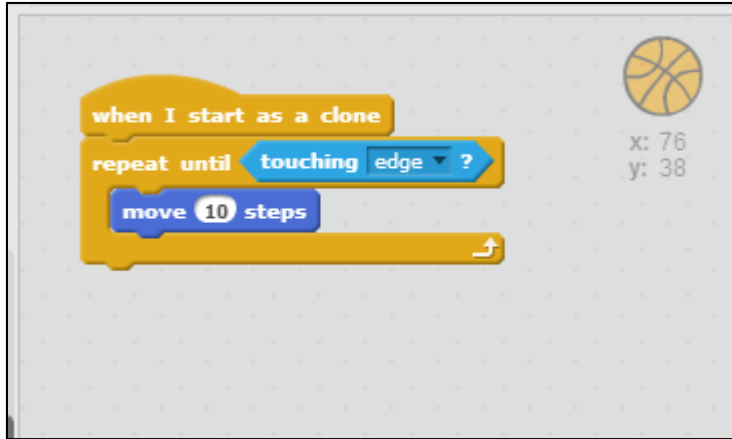 when I start as a clone
repeat until touching edge ?
move 10 steps
x: 76
y: 38